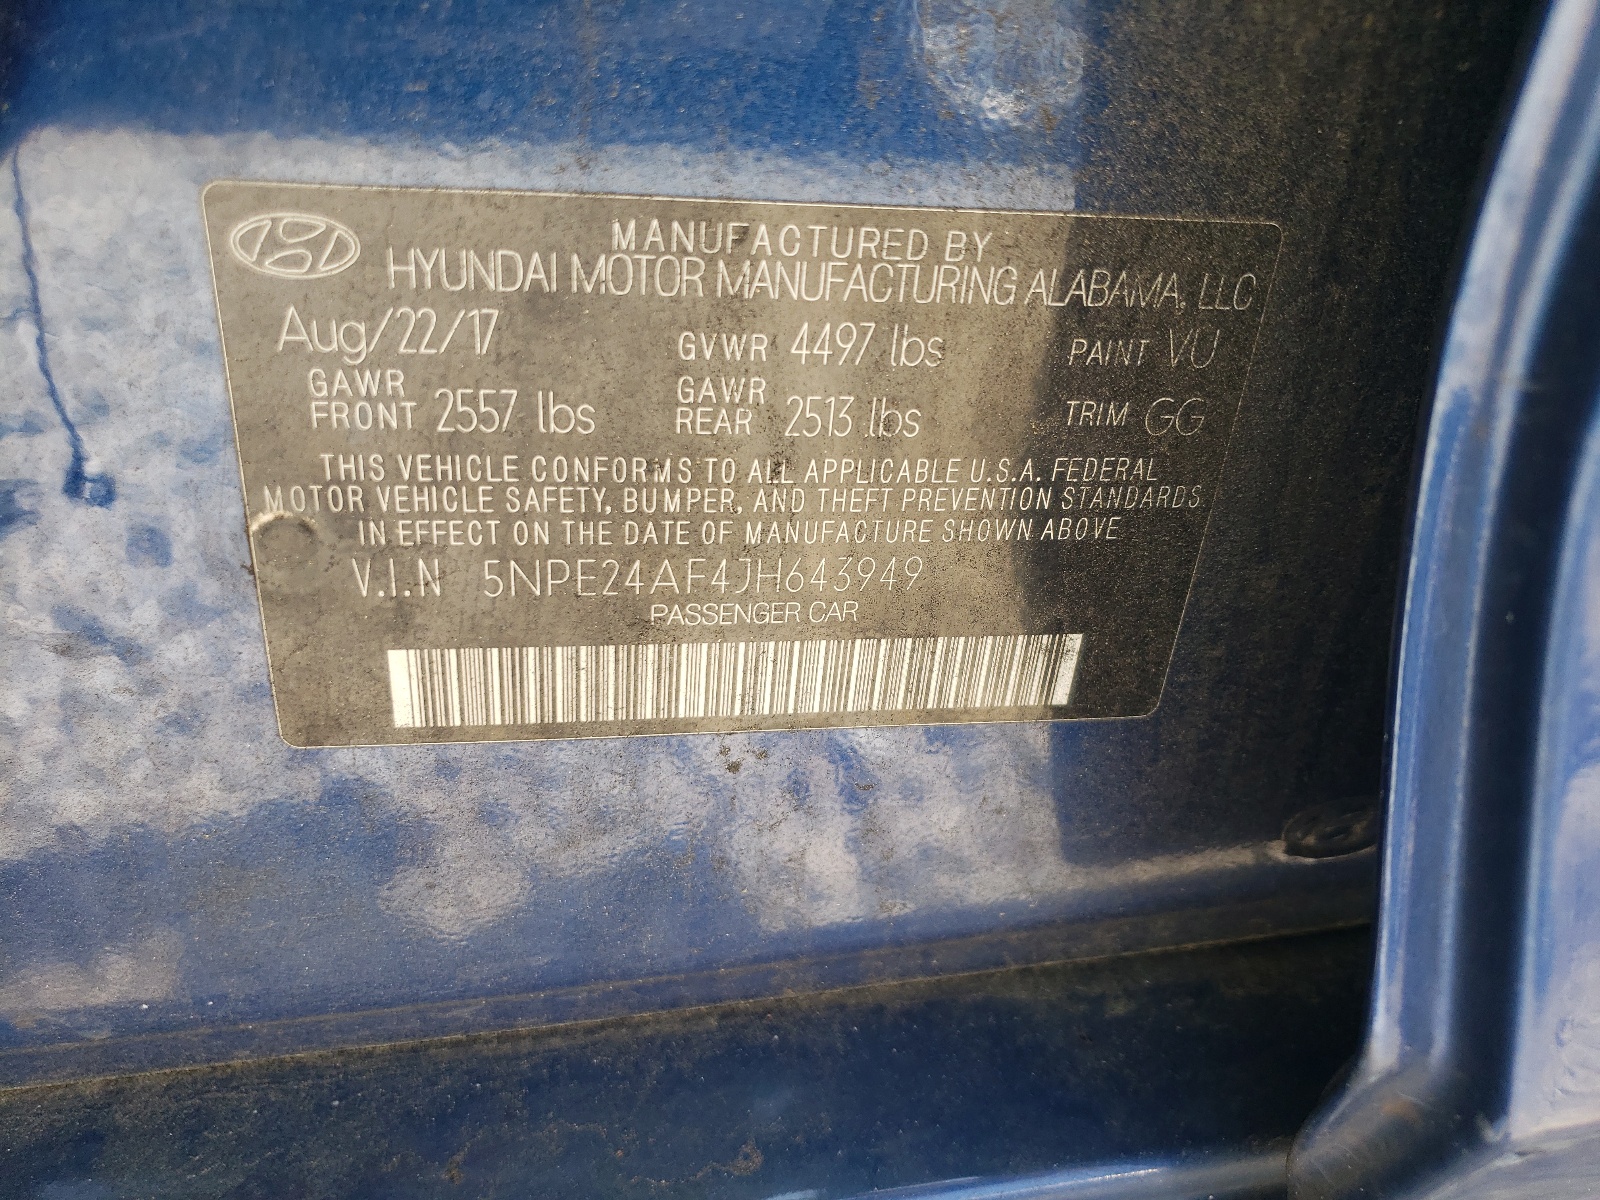 MANUFACTURED BY
HYUNDAI MOTOR MANUFACTURING ALABAMA, LLC
Aug/22/17 GVWR 4497 lbs PAINT VU
GAWR FRONT 2557 lbs GAWR REAR 2513 lbs TRIM GG
THIS VEHICLE CONFORMS TO ALL APPLICABLE U.S.A. FEDERAL
MOTOR VEHICLE SAFETY, BUMPER, AND THEFT PREVENTION STANDARDS
IN EFFECT ON THE DATE OF MANUFACTURE SHOWN ABOVE
V.I.N 5NPE24AF4JH643949
PASSENGER CAR